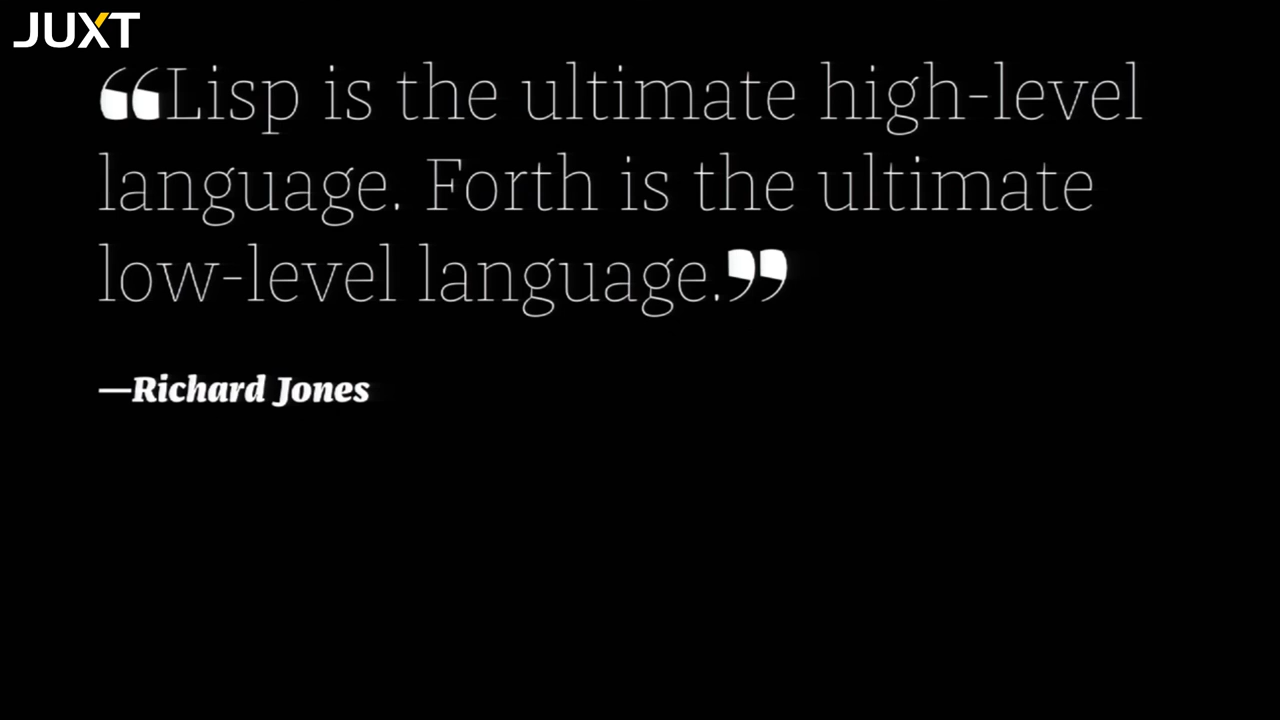 JUXT
“Lisp is the ultimate high-level
language. Forth is the ultimate
low-level language.”
—Richard Jones